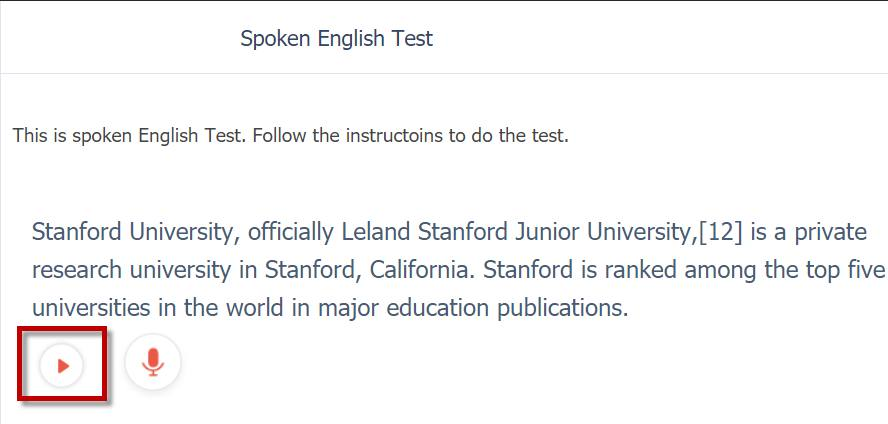 Spoken English Test
This is spoken English Test. Follow the instructoins to do the test.
Stanford University, officially Leland Stanford Junior University,[12] is a private
research university in Stanford, California. Stanford is ranked among the top five
universities in the world in major education publications.